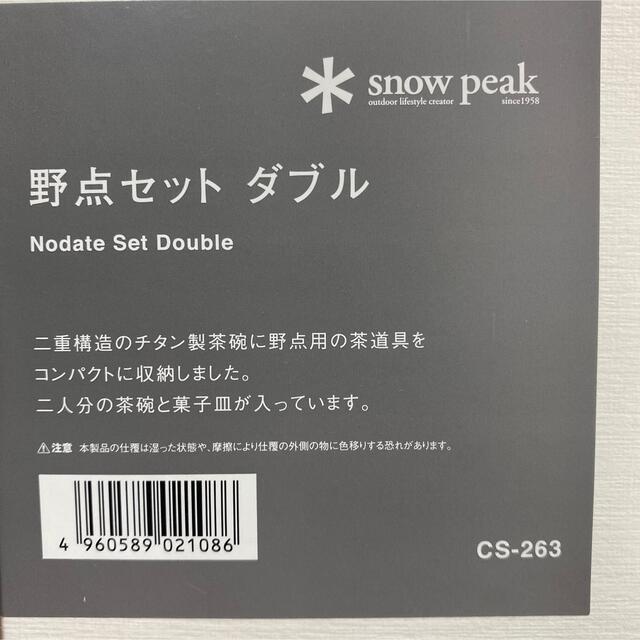 snow peak
outdoor lifestyle creator since1958
野点セット ダブル
Nodate Set Double
二重構造のチタン製茶碗に野点用の茶道具を
コンパクトに収納しました。
二人分の茶碗と菓子皿が入っています。
⚠注意 本製品の仕覆は湿った状態や、摩擦により仕覆の外側の物に色移りする恐れがあります。
4 960589 021086
CS-263